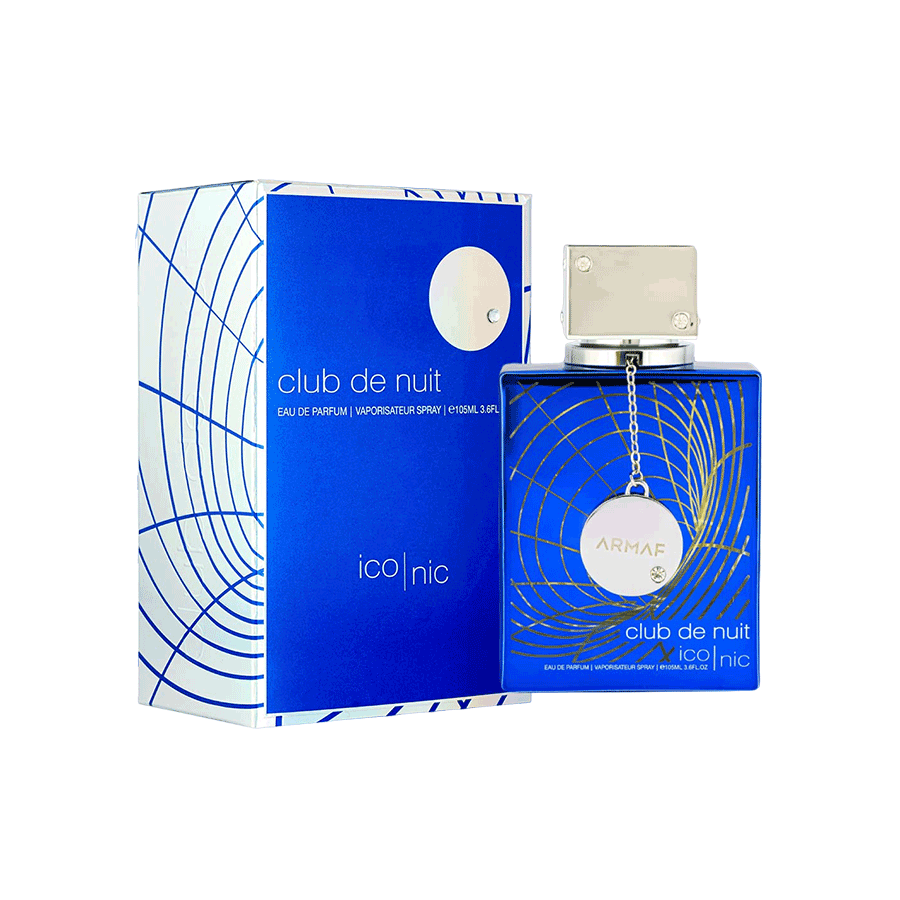 club de nuit
EAU DE PARFUM | VAPORISATEUR SPRAY | ℮105ML 3.6FL
ico|nic
ARMAF
club de nuit
ico|nic
EAU DE PARFUM | VAPORISATEUR SPRAY | ℮105ML 3.6FL.OZ